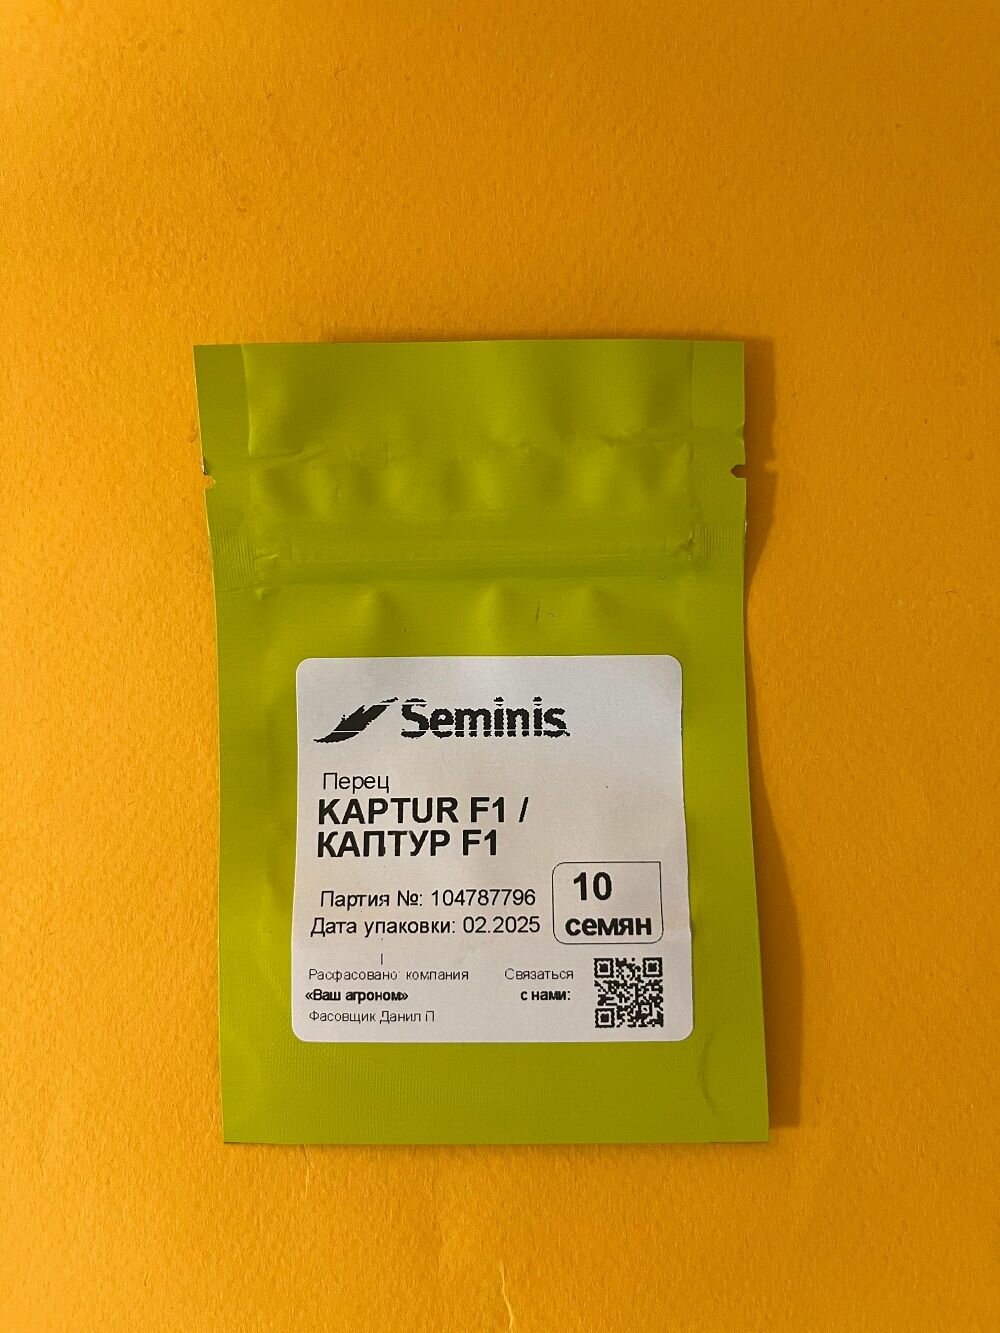 Seminis
Перец
KAPTUR F1 /
КАПТУР F1
Партия №: 104787796
Дата упаковки: 02.2025
10
семян
Расфасовано: компания
«Ваш агроном»
Фасовщик Данил П
Связаться
с нами: